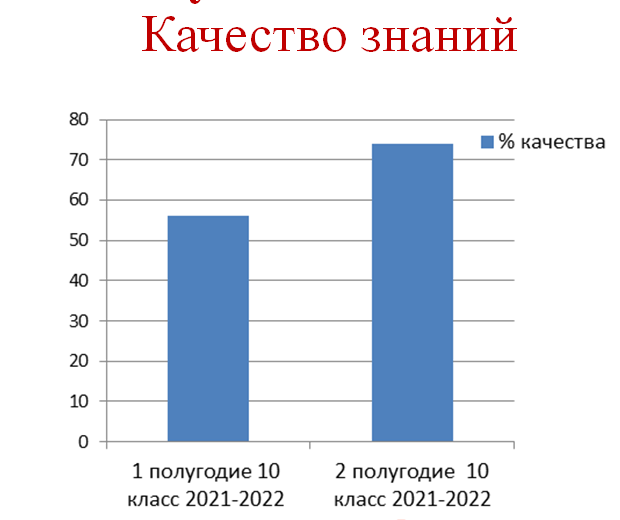 Качество знаний
80
70
60
50
40
30
20
10
0
% качества
1 полугодие 10
класс 2021-2022
2 полугодие  10
класс 2021-2022